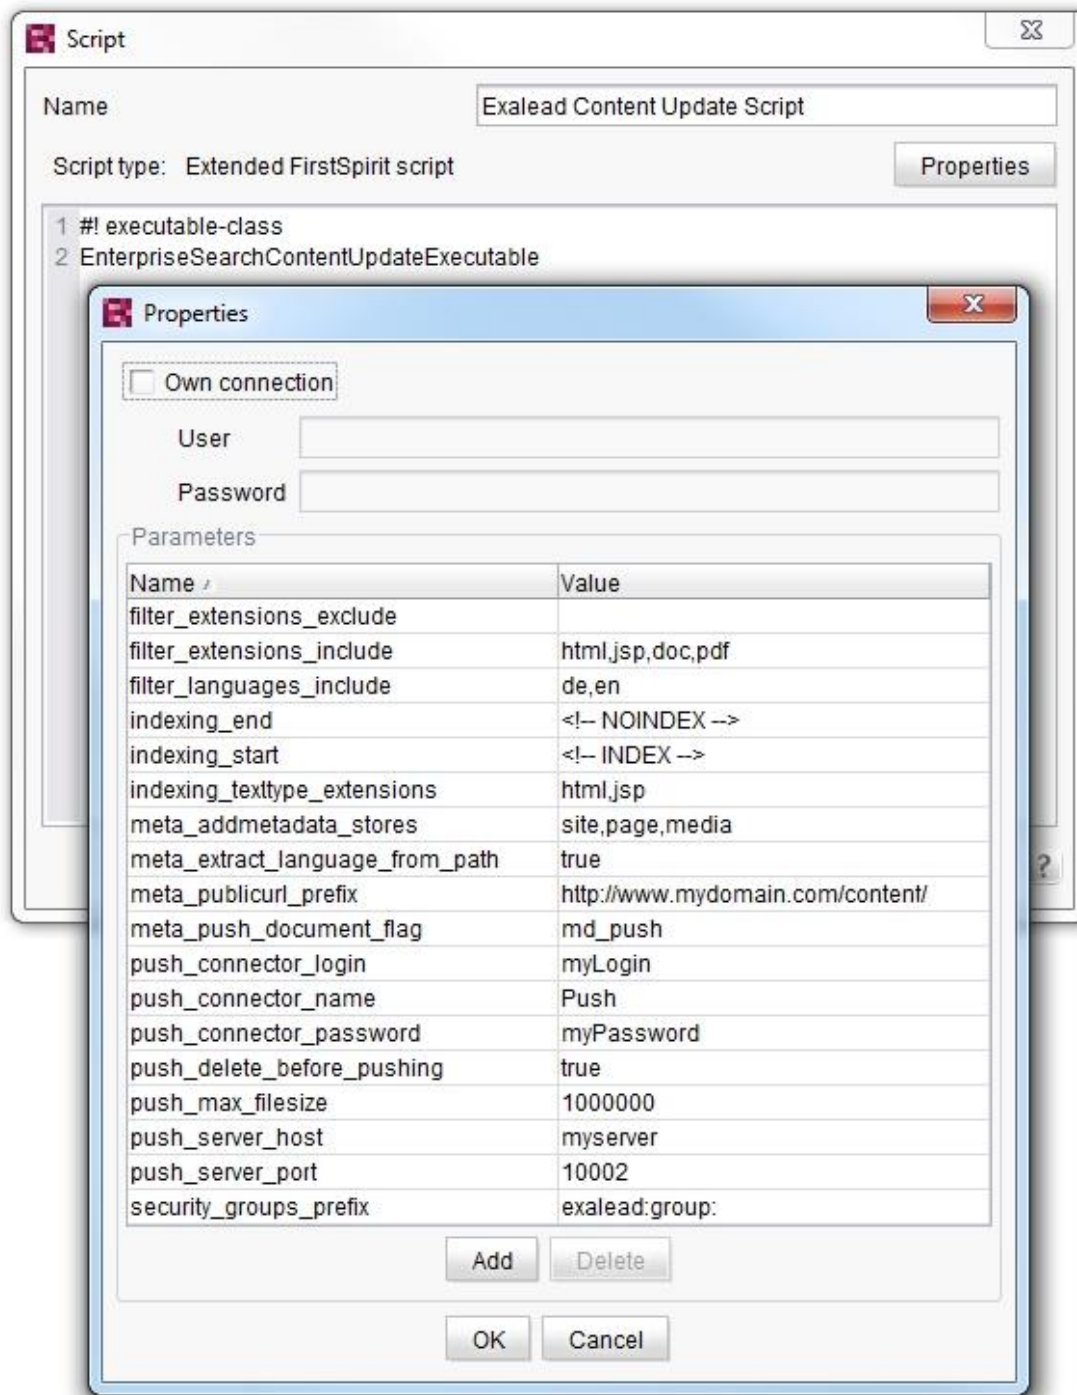 Script
Name Exalead Content Update Script
Script type: Extended FirstSpirit script Properties
1 #! executable-class
2 EnterpriseSearchContentUpdateExecutable
Properties
Own connection
User
Password
Parameters
Name Value
filter_extensions_exclude
filter_extensions_include html,jsp,doc,pdf
filter_languages_include de,en
indexing_end <!-- NOINDEX -->
indexing_start <!-- INDEX -->
indexing_texttype_extensions html,jsp
meta_addmetadata_stores site,page,media
meta_extract_language_from_path true
meta_publicurl_prefix http://www.mydomain.com/content/
meta_push_document_flag md_push
push_connector_login myLogin
push_connector_name Push
push_connector_password myPassword
push_delete_before_pushing true
push_max_filesize 1000000
push_server_host myserver
push_server_port 10002
security_groups_prefix exalead:group:
Add Delete
OK Cancel
?